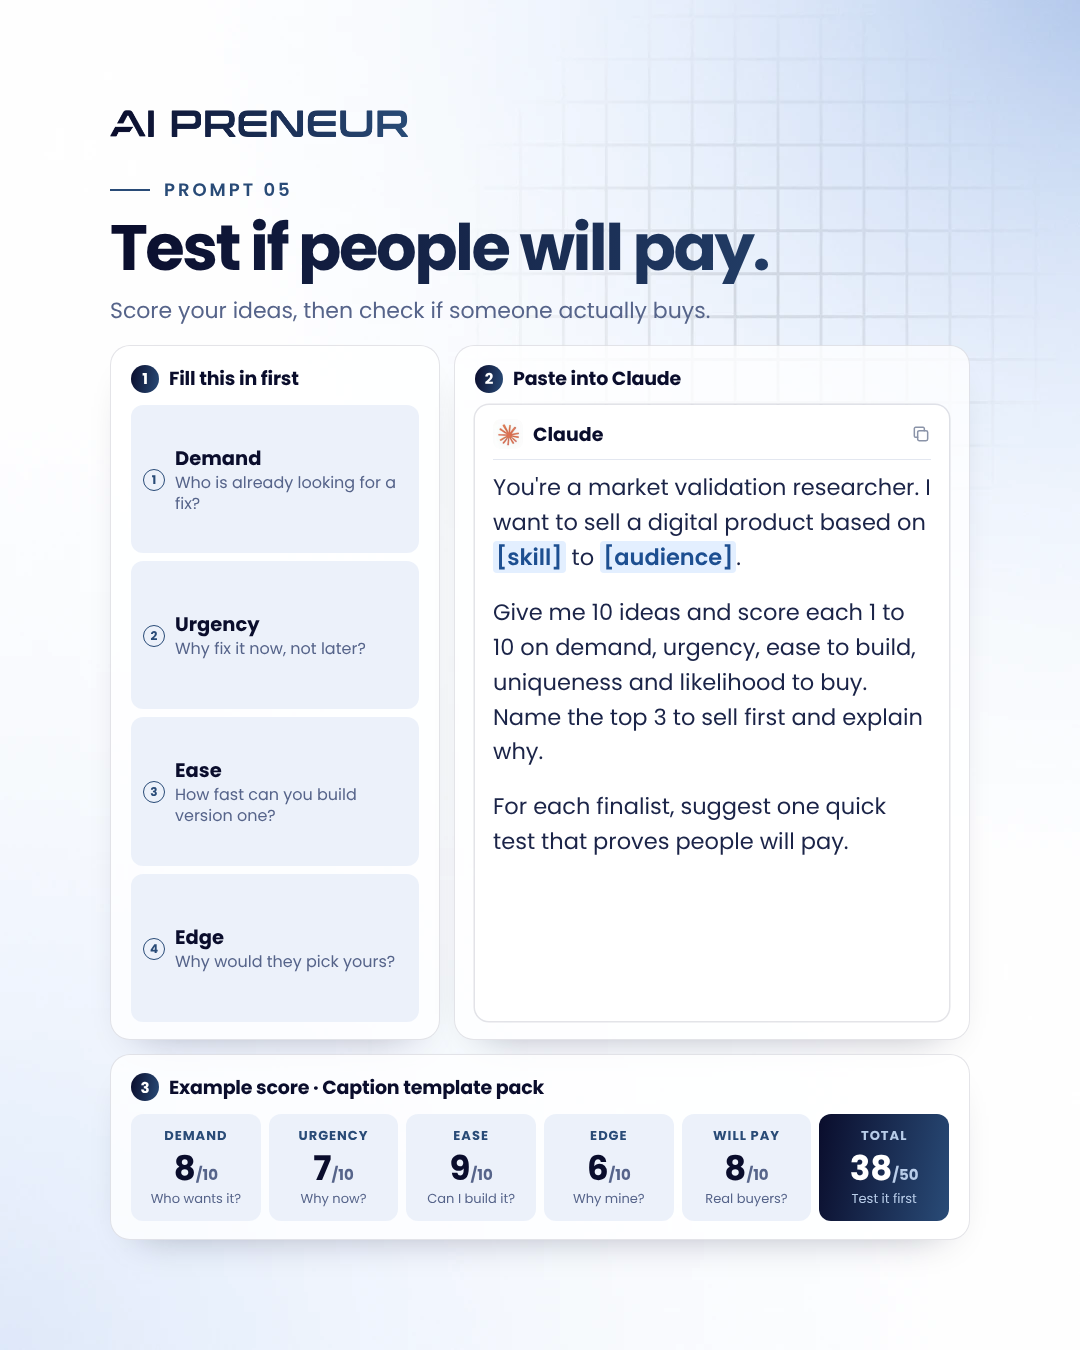 AI PRENEUR
PROMPT 05
Test if people will pay.
Score your ideas, then check if someone actually buys.
1 Fill this in first
1
Demand
Who is already looking for a
fix?
2
Urgency
Why fix it now, not later?
3
Ease
How fast can you build
version one?
4
Edge
Why would they pick yours?
2 Paste into Claude
Claude
You're a market validation researcher. I
want to sell a digital product based on
[skill] to [audience].
Give me 10 ideas and score each 1 to
10 on demand, urgency, ease to build,
uniqueness and likelihood to buy.
Name the top 3 to sell first and explain
why.
For each finalist, suggest one quick
test that proves people will pay.
3 Example score · Caption template pack
DEMAND
8/10
Who wants it?
URGENCY
7/10
Why now?
EASE
9/10
Can I build it?
EDGE
6/10
Why mine?
WILL PAY
8/10
Real buyers?
TOTAL
38/50
Test it first